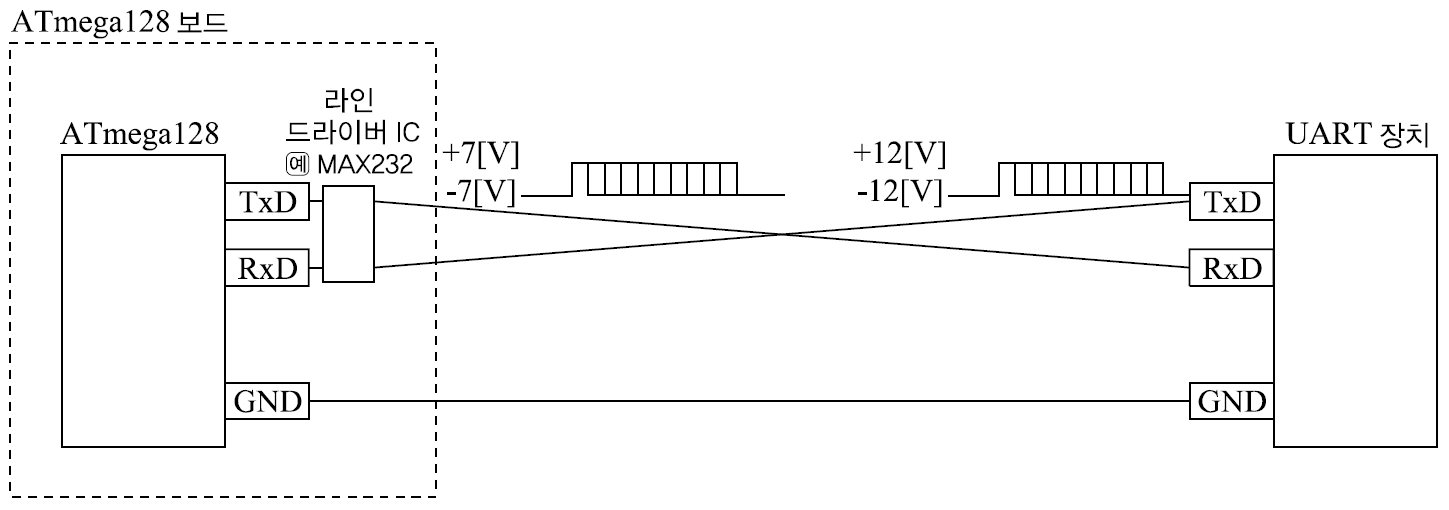 ATmega128 보드
라인
드라이버 IC
예 MAX232
ATmega128
UART 장치
+7[V]
-7[V]
+12[V]
-12[V]
TxD
TxD
RxD
RxD
GND
GND